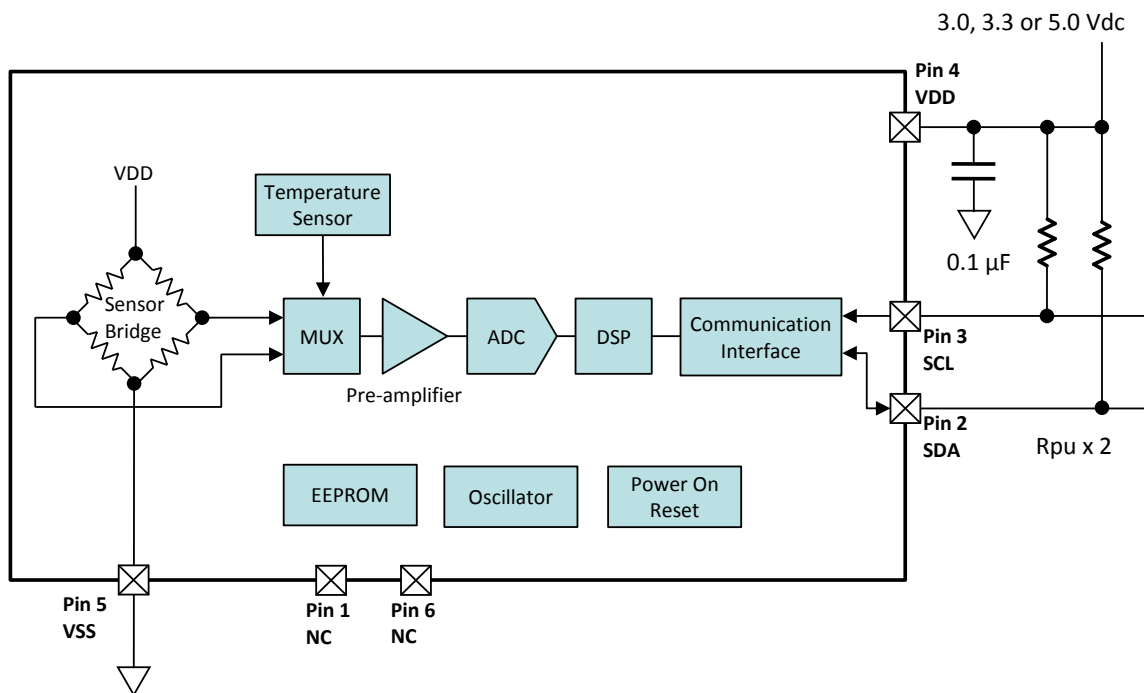 3.0, 3.3 or 5.0 Vdc
Pin 4
VDD
VDD
Temperature
Sensor
0.1 µF
Sensor
Bridge
MUX
ADC
DSP
Communication
Interface
Pin 3
SCL
Pre-amplifier
Pin 2
SDA
Rpu x 2
EEPROM
Oscillator
Power On
Reset
Pin 5
VSS
Pin 1
NC
Pin 6
NC